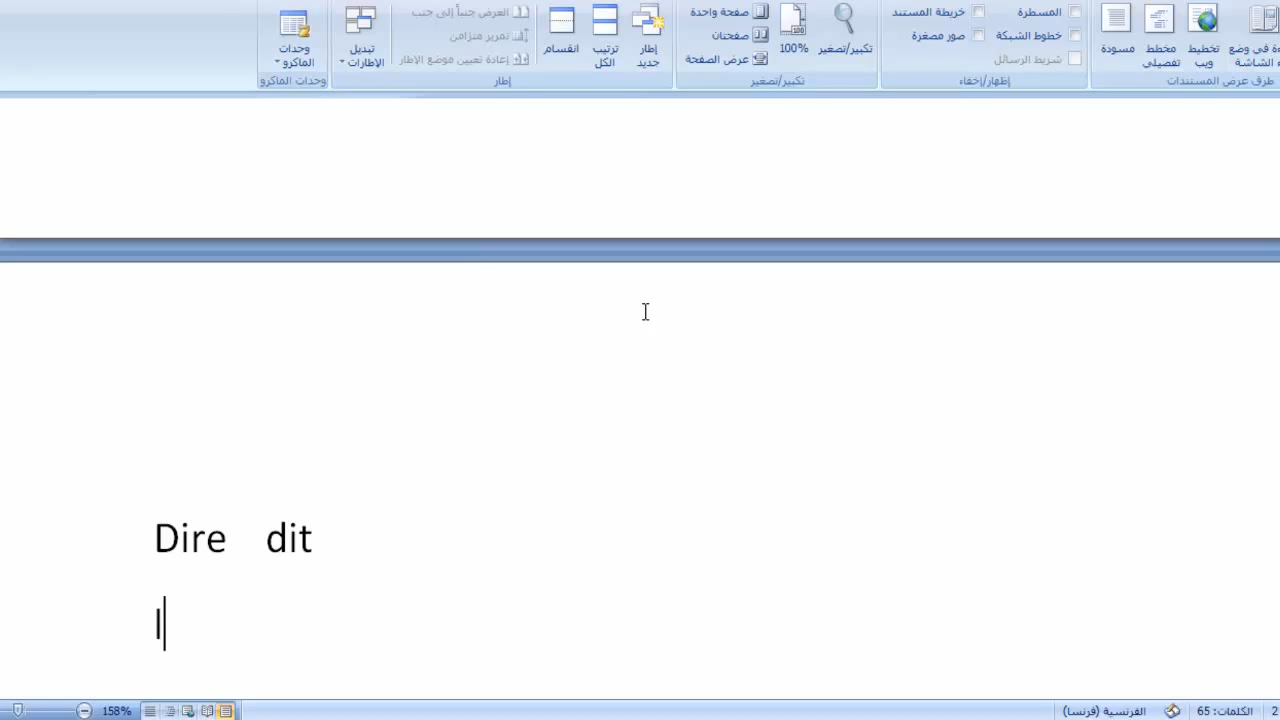 المسطرة
خطوط الشبكة
شريط الرسائل
خريطة المستند
صور مصغرة
إظهار/إخفاء
مسودة
مخطط تفصيلي
تخطيط ويب
طرق عرض المستندات
تكبير/تصغير
100%
صفحة واحدة
صفحتان
عرض الصفحة
تكبير/تصغير
إطار جديد
ترتيب الكل
انقسام
العرض جنباً إلى جنب
تمرير متزامن
إعادة تعيين موضع الإطار
تبديل الإطارات
إطار
وحدات الماكرو
وحدات الماكرو
Dire dit
I
الكلمات: 65
الفرنسية (فرنسا)
158%